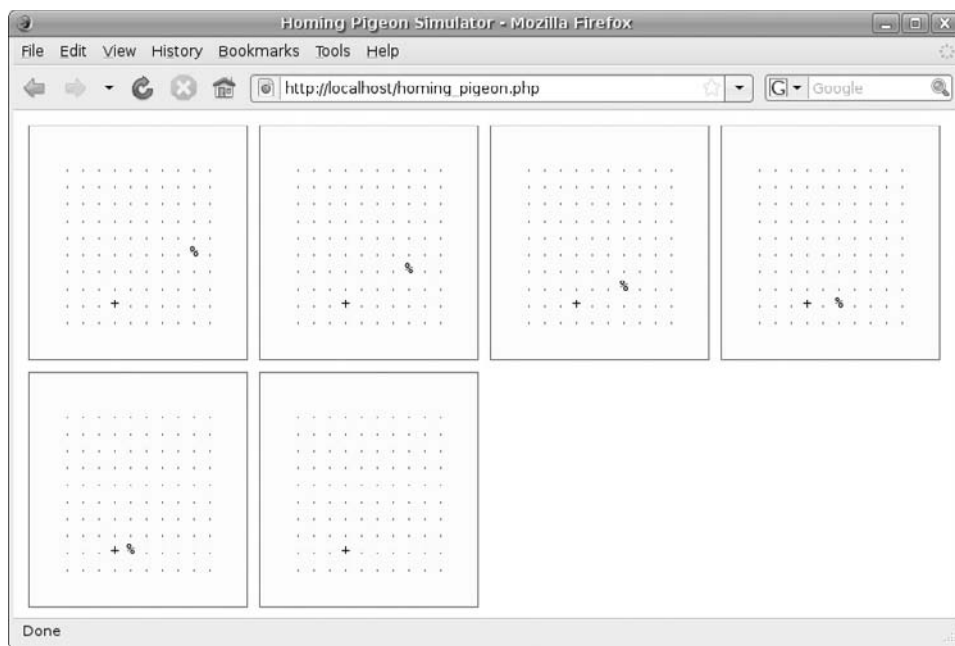 Homing Pigeon Simulator - Mozilla Firefox
File Edit View History Bookmarks Tools Help
http://localhost/homing_pigeon.php
G Google
. . . . . . . . . .
. . . . . . . . . .
. . . . . . . . . .
. . . . . . . . . .
. . . . . . . . . .
. . . . . . . . % .
. . . . . . . . . .
. . . . . . . . . .
. . . + . . . . . .
. . . . . . . . . .
. . . . . . . . . .
. . . . . . . . . .
. . . . . . . . . .
. . . . . . . . . .
. . . . . . . . . .
. . . . . . . . . .
. . . . . . . % . .
. . . . . . . . . .
. . . + . . . . . .
. . . . . . . . . .
. . . . . . . . . .
. . . . . . . . . .
. . . . . . . . . .
. . . . . . . . . .
. . . . . . . . . .
. . . . . . . . . .
. . . . . . . . . .
. . . . . . % . . .
. . . + . . . . . .
. . . . . . . . . .
. . . . . . . . . .
. . . . . . . . . .
. . . . . . . . . .
. . . . . . . . . .
. . . . . . . . . .
. . . . . . . . . .
. . . . . . . . . .
. . . . . . . . . .
. . . + . % . . . .
. . . . . . . . . .
. . . . . . . . . .
. . . . . . . . . .
. . . . . . . . . .
. . . . . . . . . .
. . . . . . . . . .
. . . . . . . . . .
. . . . . . . . . .
. . . . . . . . . .
. . . + % . . . . .
. . . . . . . . . .
. . . . . . . . . .
. . . . . . . . . .
. . . . . . . . . .
. . . . . . . . . .
. . . . . . . . . .
. . . . . . . . . .
. . . . . . . . . .
. . . . . . . . . .
. . . + . . . . . .
. . . . . . . . . .
Done